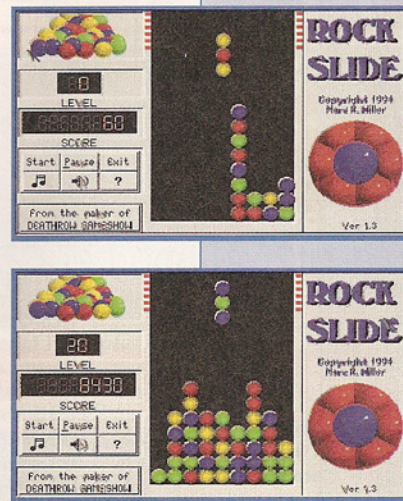 0
LEVEL
60
SCORE
Start Pause Exit
?
From the maker of
DEATHROW GAMESHOW
ROCK
SLIDE
Copyright 1994
Marc R. Miller
Ver 1.3
20
LEVEL
8430
SCORE
Start Pause Exit
?
From the maker of
DEATHROW GAMESHOW
ROCK
SLIDE
Copyright 1994
Marc R. Miller
Ver 1.3